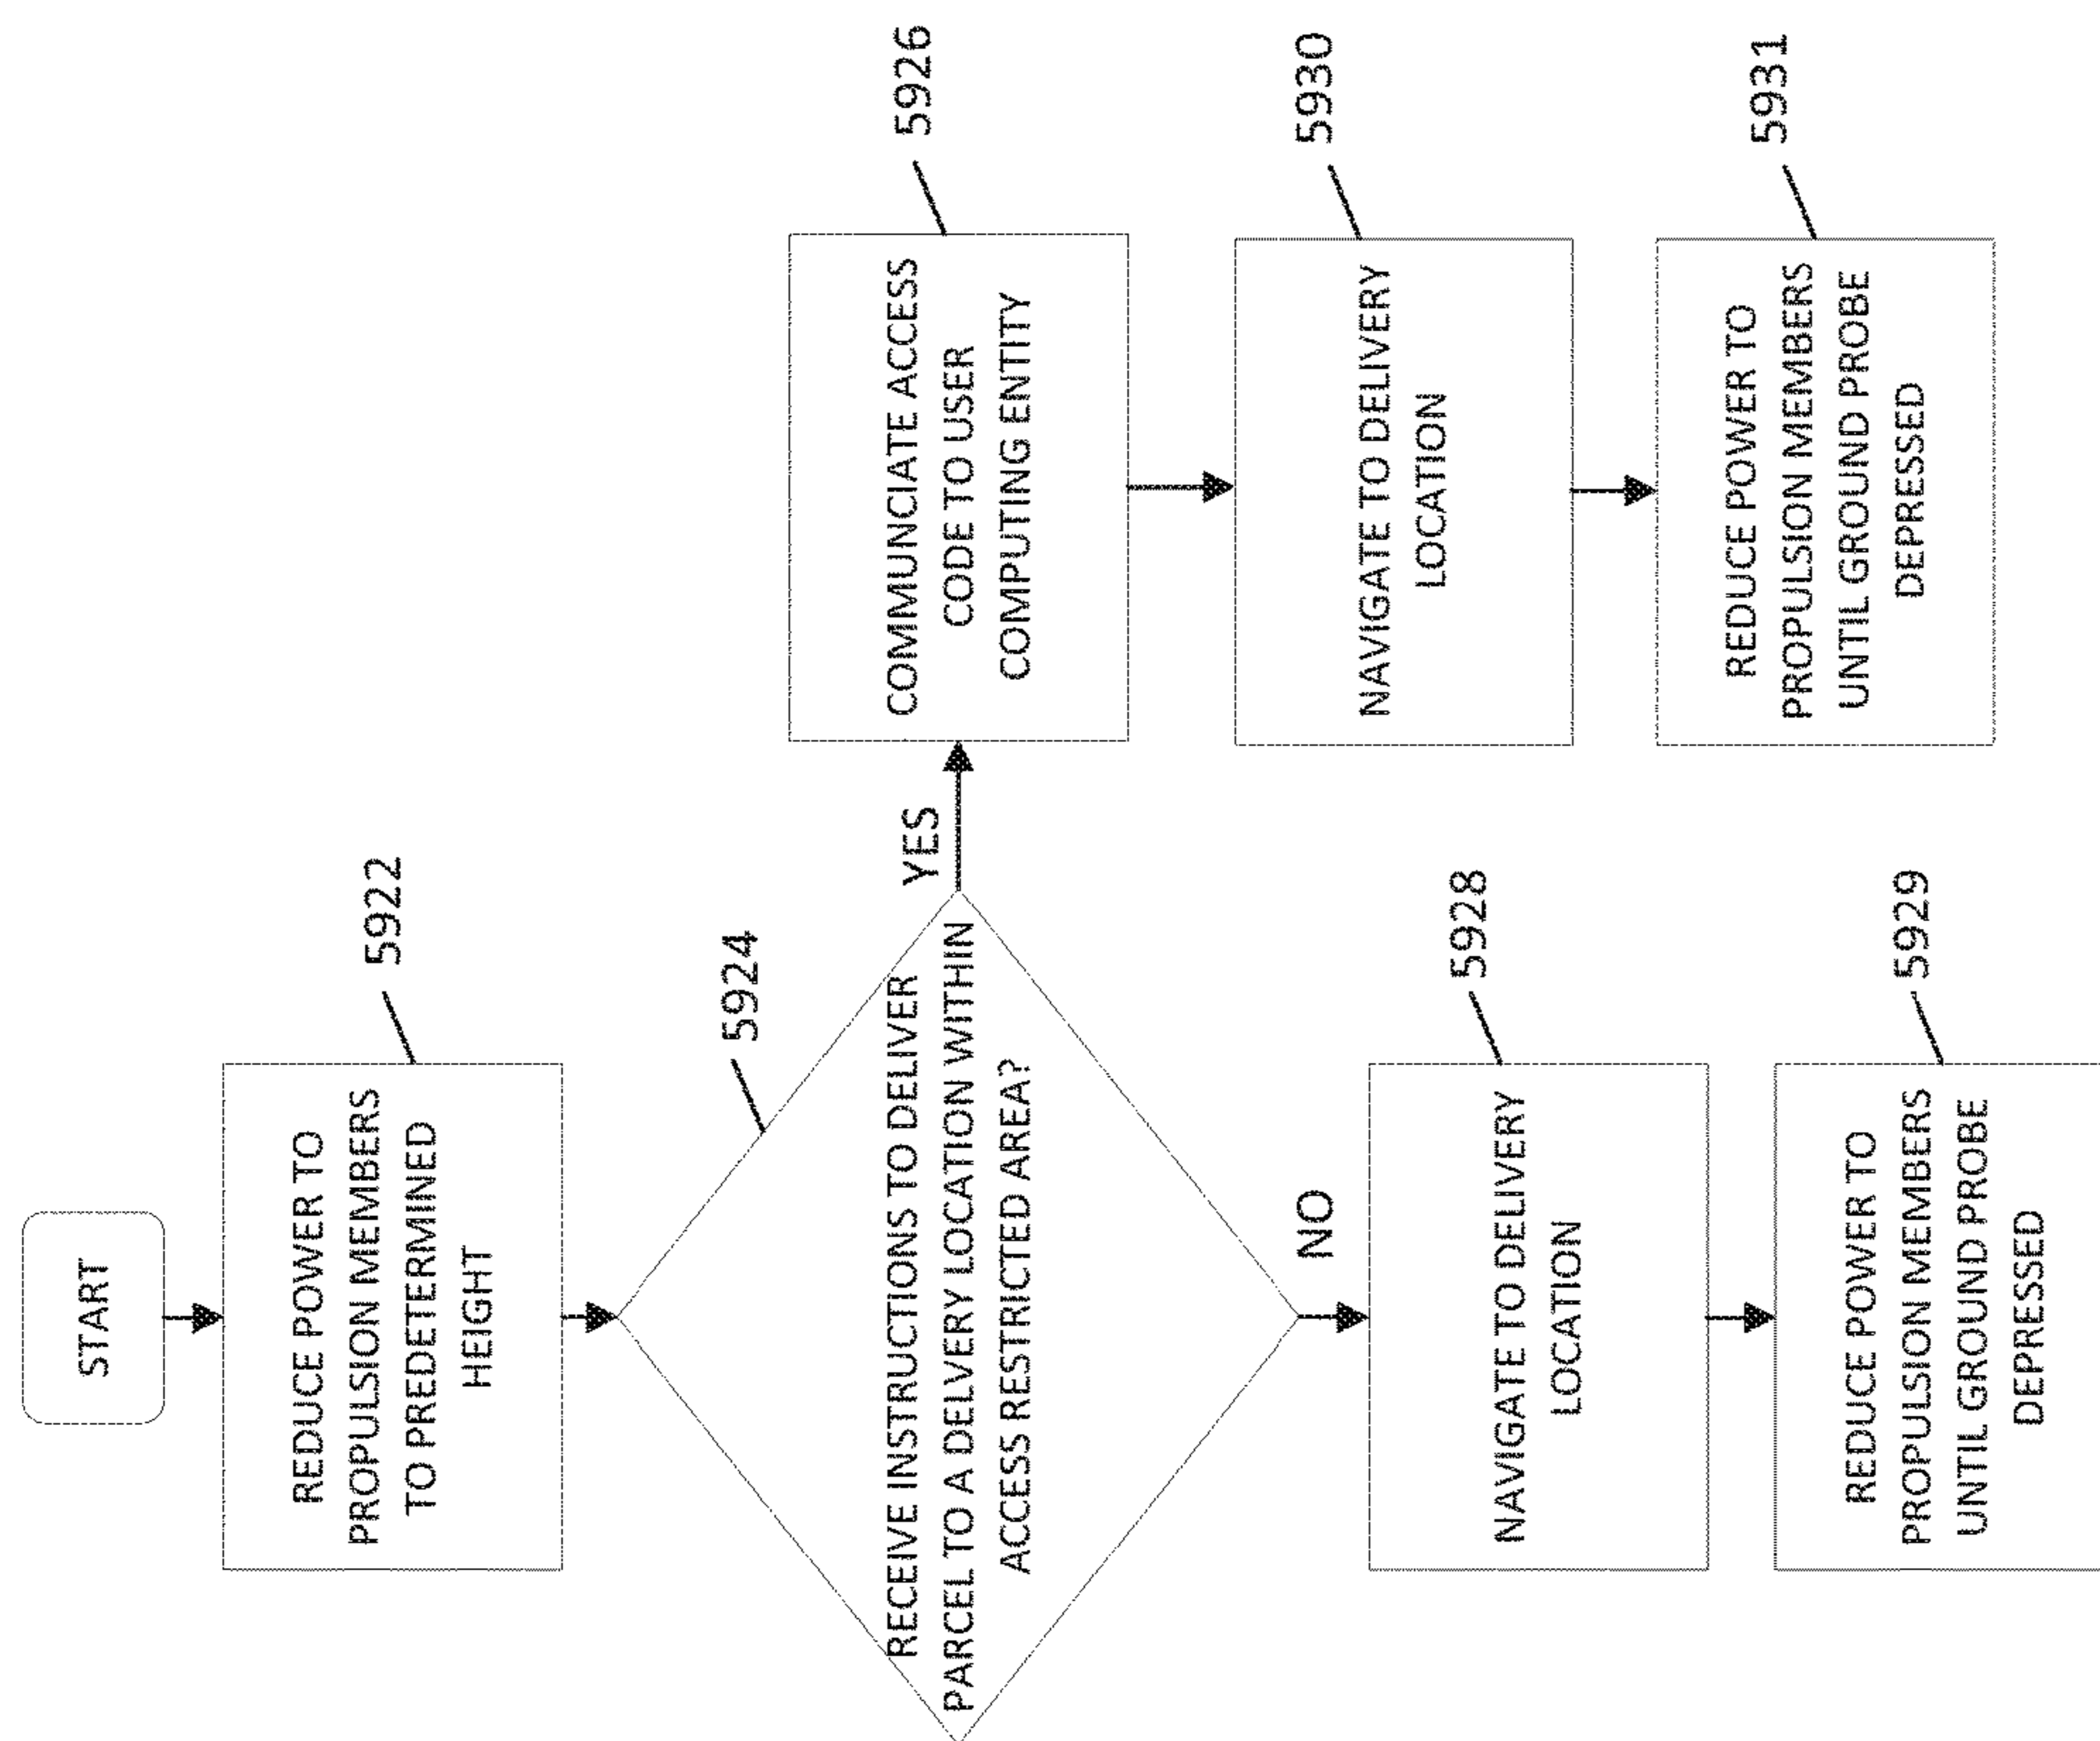 START
REDUCE POWER TO
PROPULSION MEMBERS
TO PREDETERMINED
HEIGHT
5922
RECEIVE INSTRUCTIONS TO DELIVER
PARCEL TO A DELVERY LOCATION WITHIN
ACCESS RESTRICTED AREA?
5924
YES
COMMUNCIATE ACCESS
CODE TO USER
COMPUTING ENTITY
5926
NAVIGATE TO DELIVERY
LOCATION
5930
REDUCE POWER TO
PROPULSION MEMBERS
UNTIL GROUND PROBE
DEPRESSED
5931
NO
NAVIGATE TO DELIVERY
LOCATION
5928
REDUCE POWER TO
PROPULSION MEMBERS
UNTIL GROUND PROBE
DEPRESSED
5929